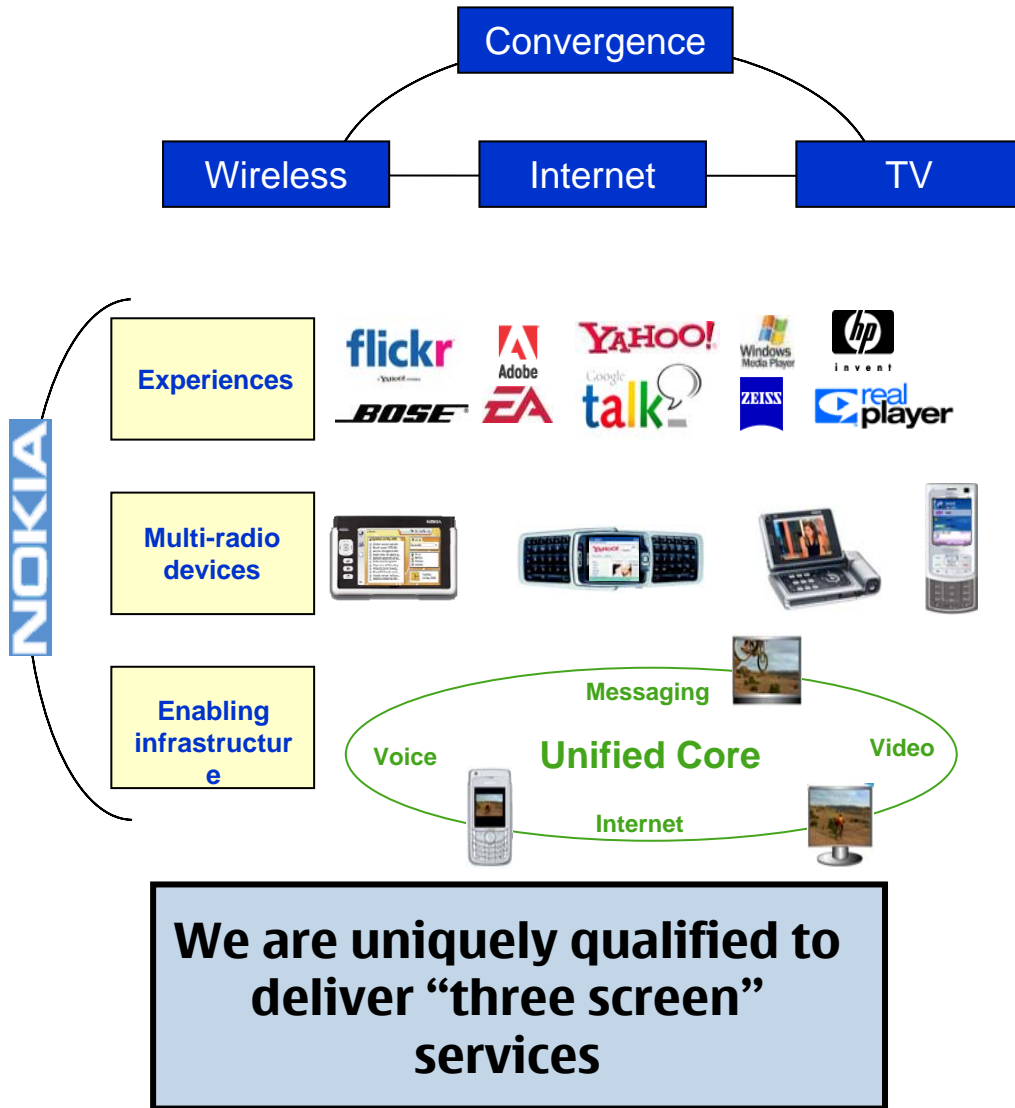 Convergence
Wireless
Internet
TV
NOKIA
Experiences
flickr
Adobe
YAHOO!
Windows
Media Player
hp
invent
BOSE
EA
Google
talk
ZEISS
real
player
Multi-radio
devices
NOKIA
YAHOO!
Enabling
infrastructur
e
Messaging
Voice
Unified Core
Video
Internet
We are uniquely qualified to
deliver “three screen”
services